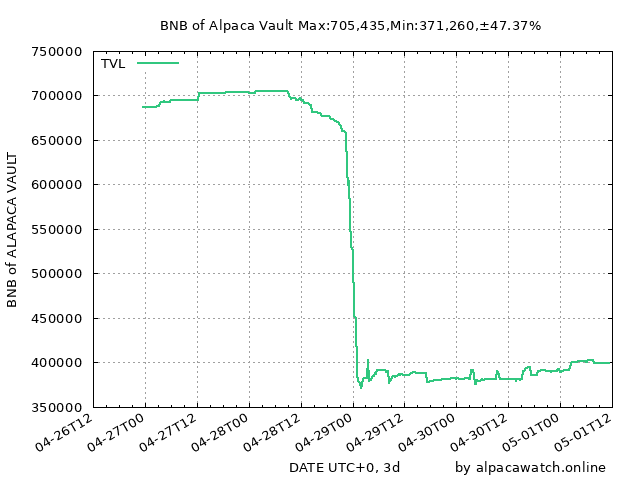 BNB of Alpaca Vault Max:705,435,Min:371,260,±47.37%
TVL
750000
700000
650000
600000
550000
500000
450000
400000
350000
BNB of ALAPACA VAULT
04-26T12
04-27T00
04-27T12
04-28T00
04-28T12
04-29T00
04-29T12
04-30T00
04-30T12
05-01T00
05-01T12
DATE UTC+0, 3d
by alpacawatch.online